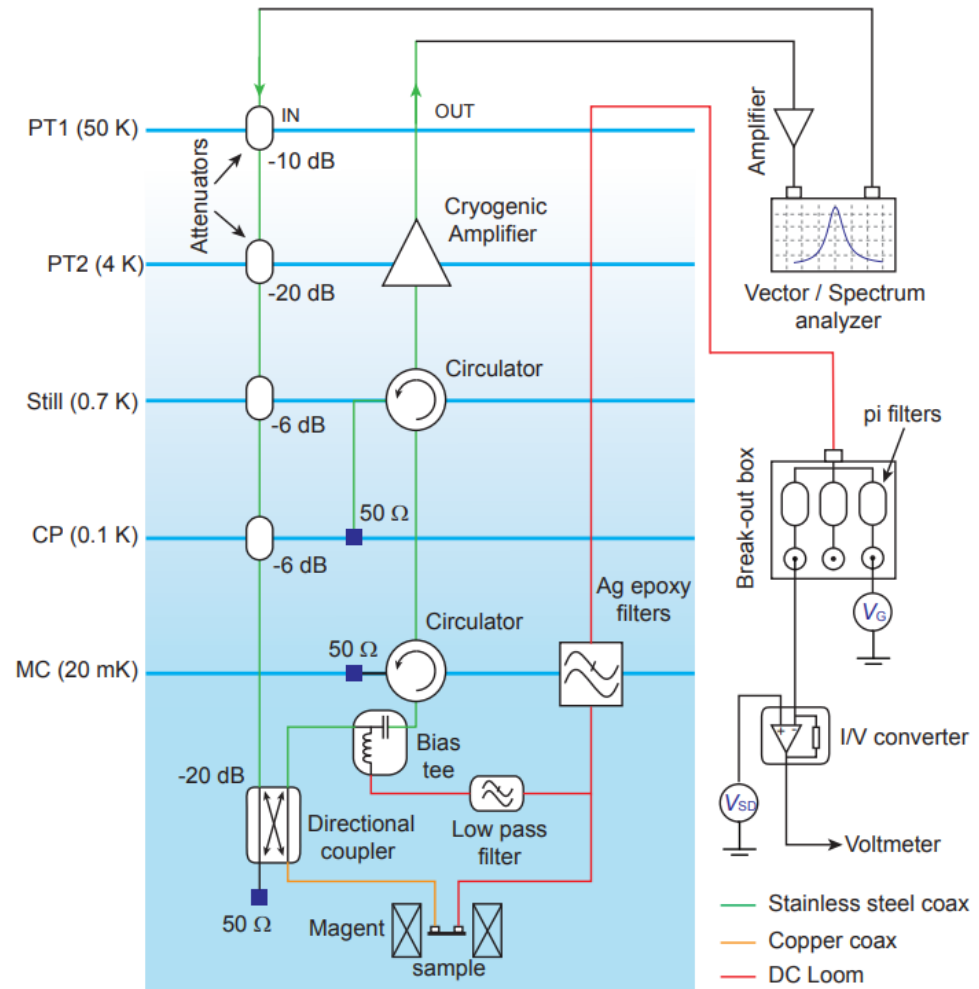 IN
OUT
PT1 (50 K)
-10 dB
Attenuators
Amplifier
Cryogenic
Amplifier
PT2 (4 K)
-20 dB
Vector / Spectrum
analyzer
Circulator
Still (0.7 K)
-6 dB
pi filters
50 Ω
CP (0.1 K)
-6 dB
Break-out box
Ag epoxy
filters
Circulator
50 Ω
MC (20 mK)
VG
I/V converter
+ -
Bias
tee
-20 dB
VSD
Low pass
filter
Directional
coupler
Voltmeter
50 Ω
Magent
sample
Stainless steel coax
Copper coax
DC Loom